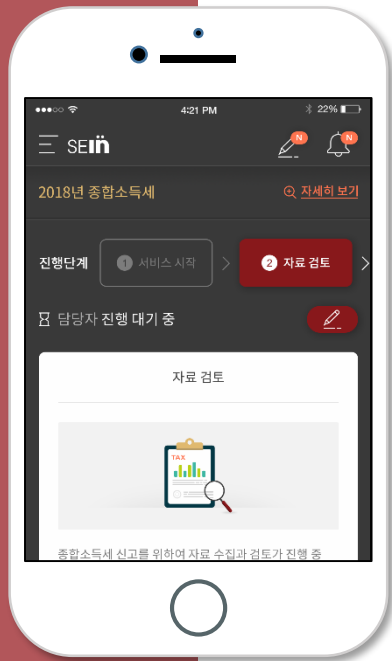 4:21 PM
22%
SEIN
N
N
2018년 종합소득세
자세히 보기
진행단계
1 서비스 시작
2 자료 검토
담당자 진행 대기 중
자료 검토
TAX
종합소득세 신고를 위하여 자료 수집과 검토가 진행 중